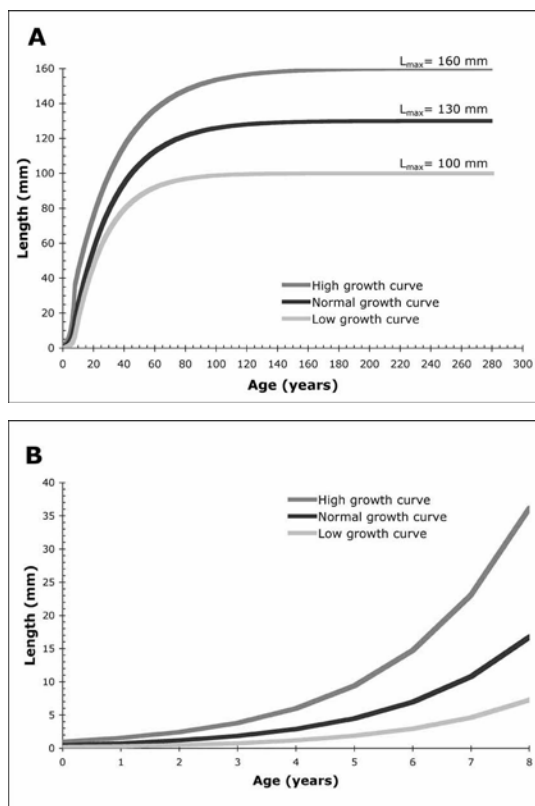 A
Length (mm)
160
140
120
100
80
60
40
20
0
Lmax= 160 mm
Lmax= 130 mm
Lmax= 100 mm
High growth curve
Normal growth curve
Low growth curve
0 20 40 60 80 100 120 140 160 180 200 220 240 260 280 300
Age (years)
B
Length (mm)
40
35
30
25
20
15
10
5
0
High growth curve
Normal growth curve
Low growth curve
0 1 2 3 4 5 6 7 8
Age (years)